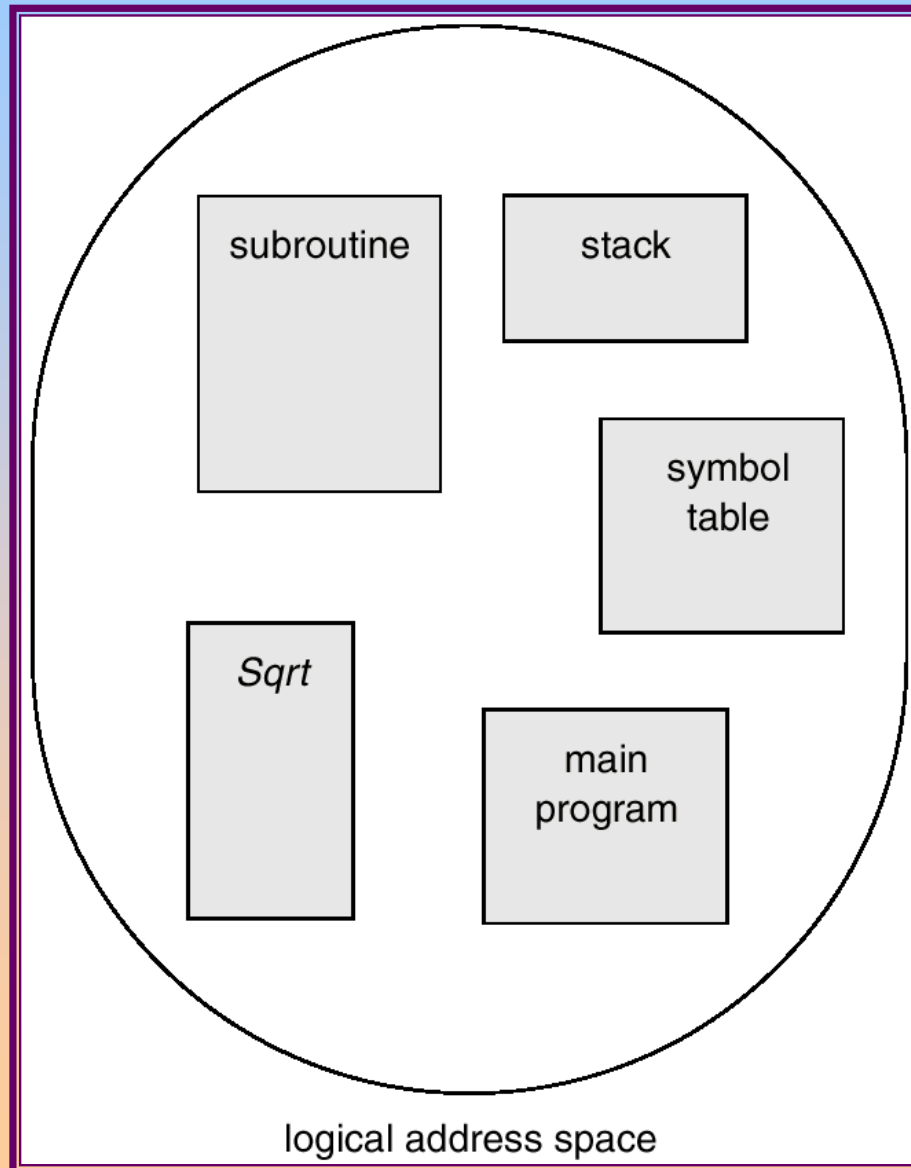 subroutine
stack
symbol
table
Sqrt
main
program
logical address space